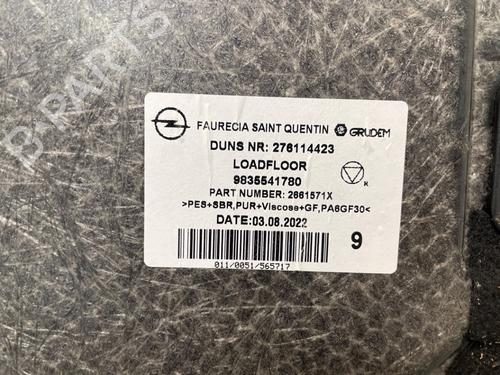 B-PARTS
FAURECIA SAINT QUENTIN GRUDEM
DUNS NR: 276114423
LOADFLOOR
9835541780
R
PART NUMBER: 2661571X
>PES+SBR,PUR+Viscose+GF,PA6GF30<
DATE:03.08.2022
9
011/0051/565717